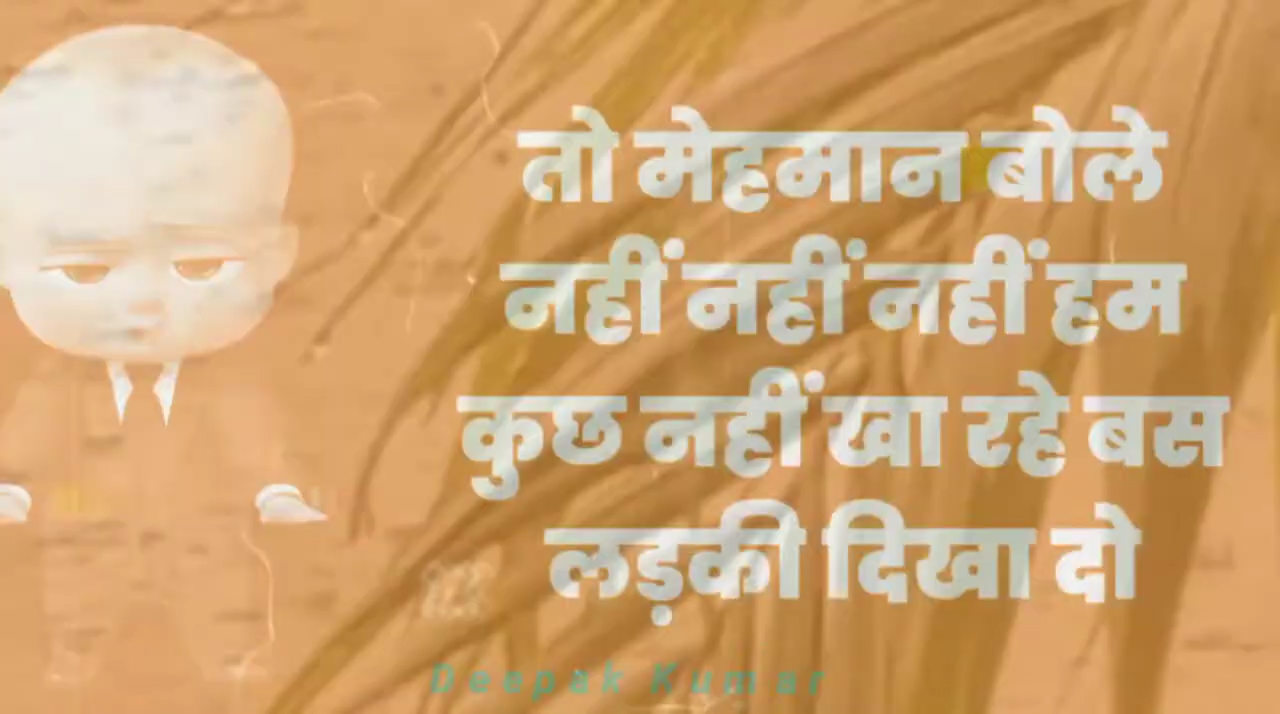 तो मेहमान बोले
नहीं नहीं नहीं हम
कुछ नहीं खा रहे बस
लड़की दिखा दो
Deepak Kumar